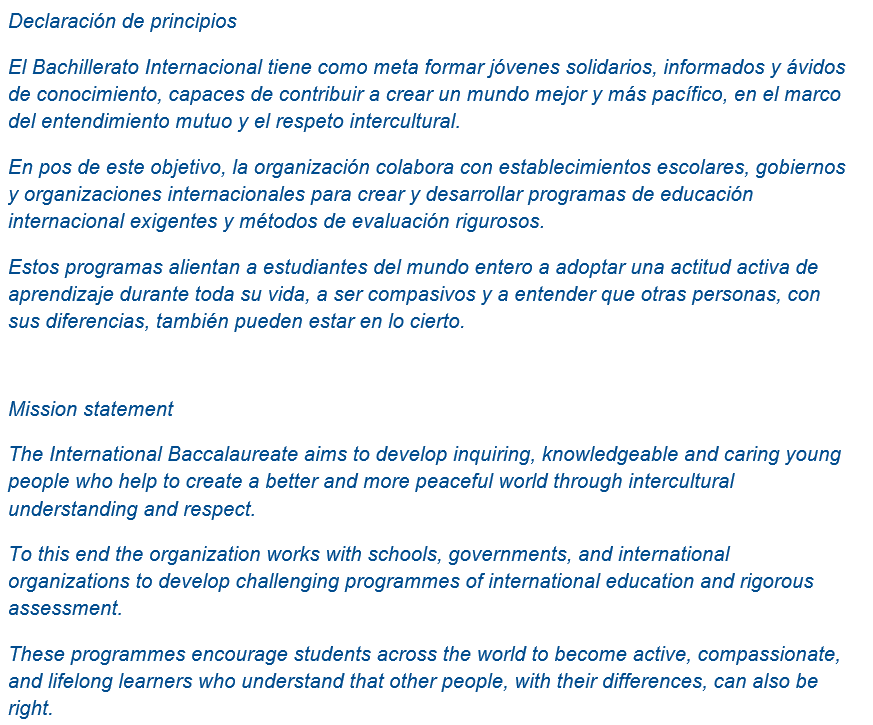 Declaración de principios
El Bachillerato Internacional tiene como meta formar jóvenes solidarios, informados y ávidos
de conocimiento, capaces de contribuir a crear un mundo mejor y más pacífico, en el marco
del entendimiento mutuo y el respeto intercultural.
En pos de este objetivo, la organización colabora con establecimientos escolares, gobiernos
y organizaciones internacionales para crear y desarrollar programas de educación
internacional exigentes y métodos de evaluación rigurosos.
Estos programas alientan a estudiantes del mundo entero a adoptar una actitud activa de
aprendizaje durante toda su vida, a ser compasivos y a entender que otras personas, con
sus diferencias, también pueden estar en lo cierto.
Mission statement
The International Baccalaureate aims to develop inquiring, knowledgeable and caring young
people who help to create a better and more peaceful world through intercultural
understanding and respect.
To this end the organization works with schools, governments, and international
organizations to develop challenging programmes of international education and rigorous
assessment.
These programmes encourage students across the world to become active, compassionate,
and lifelong learners who understand that other people, with their differences, can also be
right.